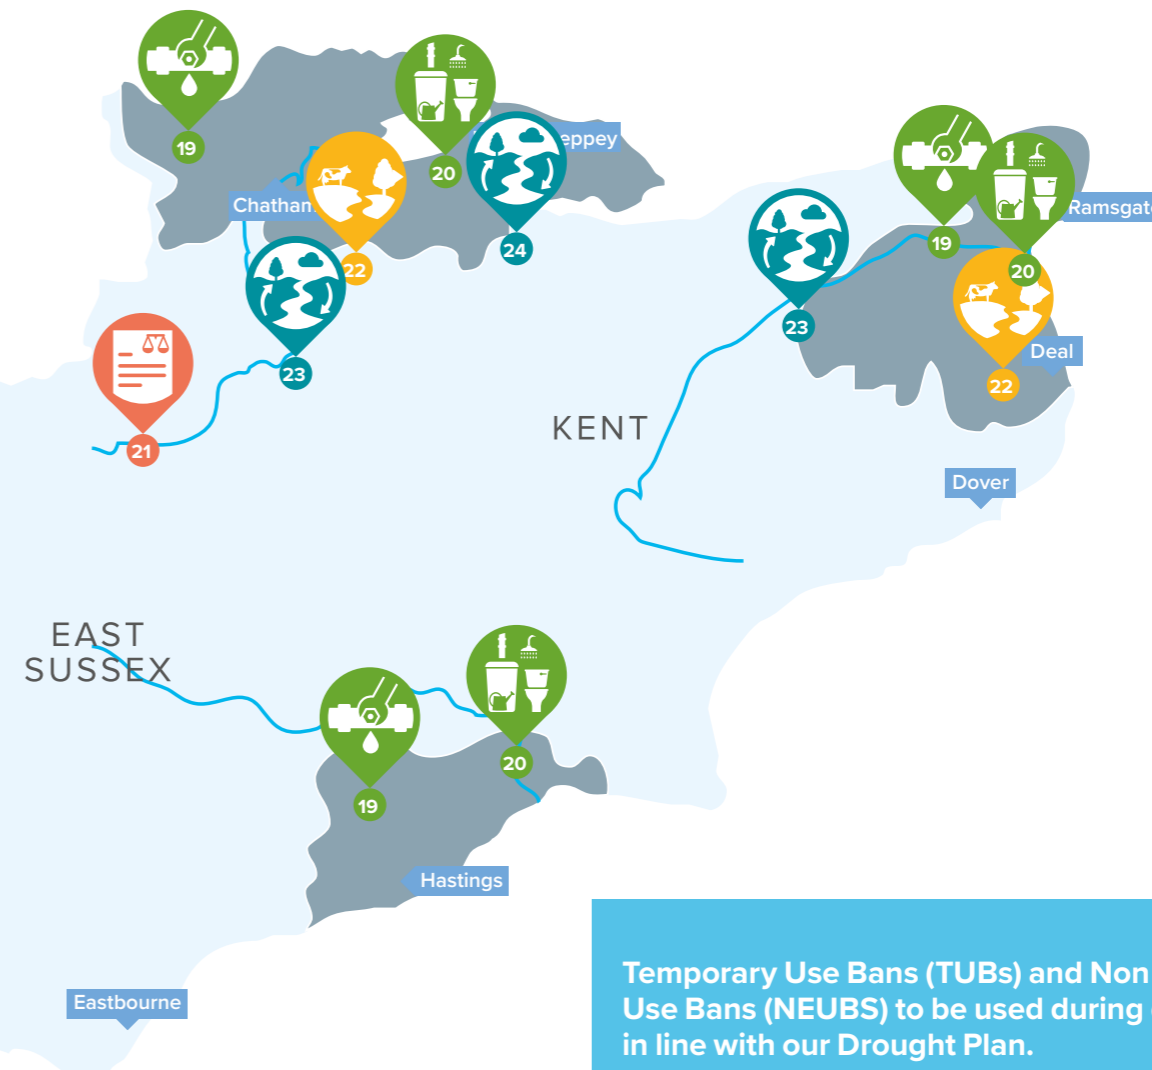 19
20
Chatham
22
24
23
21
19
20
Ramsgate
23
22
Deal
KENT
Dover
EAST
SUSSEX
19
20
Hastings
Eastbourne
Temporary Use Bans (TUBs) and Non
Use Bans (NEUBS) to be used during
in line with our Drought Plan.